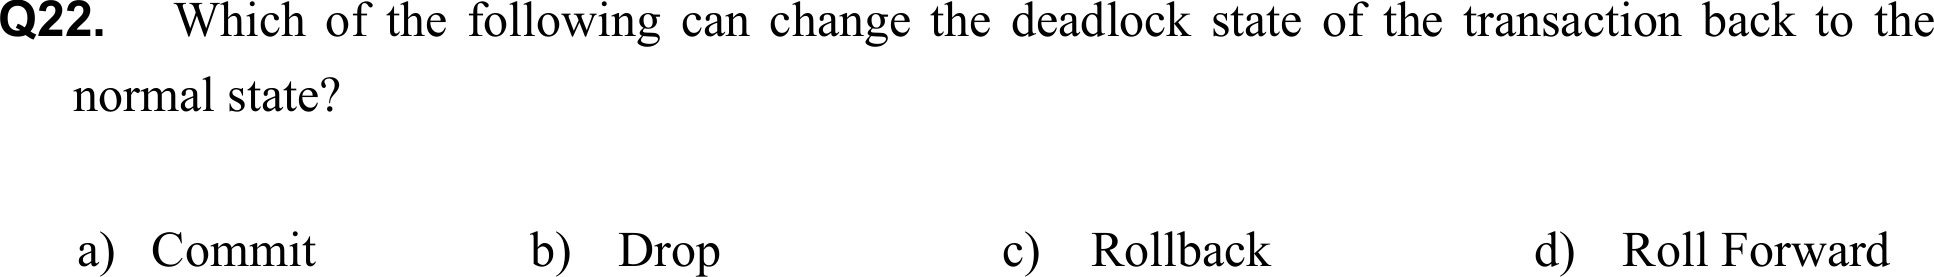 Q22. Which of the following can change the deadlock state of the transaction back to the
normal state?
a) Commit b) Drop c) Rollback d) Roll Forward